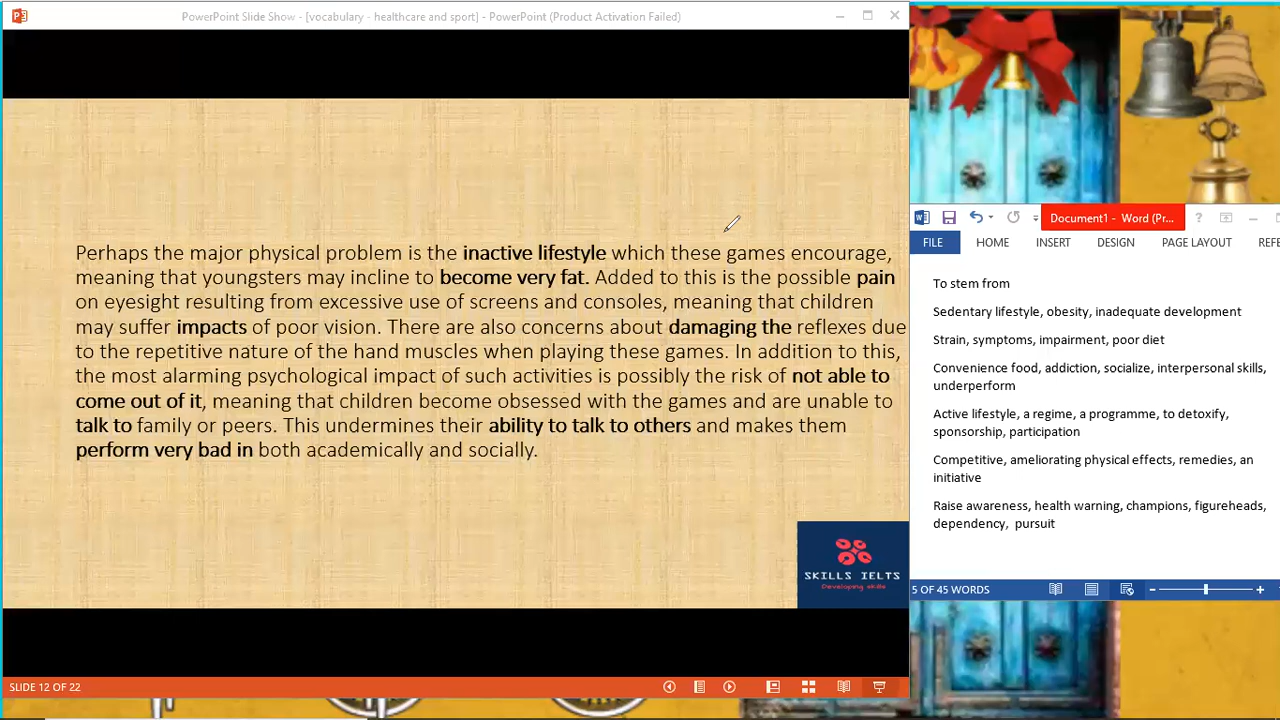 PowerPoint Slide Show - [vocabulary - healthcare and sport] - PowerPoint (Product Activation Failed)
Perhaps the major physical problem is the inactive lifestyle which these games encourage,
meaning that youngsters may incline to become very fat. Added to this is the possible pain
on eyesight resulting from excessive use of screens and consoles, meaning that children
may suffer impacts of poor vision. There are also concerns about damaging the reflexes due
to the repetitive nature of the hand muscles when playing these games. In addition to this,
the most alarming psychological impact of such activities is possibly the risk of not able to
come out of it, meaning that children become obsessed with the games and are unable to
talk to family or peers. This undermines their ability to talk to others and makes them
perform very bad in both academically and socially.
SKILLS IELTS
Developing skills
SLIDE 12 OF 22
Document1 - Word (Pr...
FILE HOME INSERT DESIGN PAGE LAYOUT REFE
To stem from
Sedentary lifestyle, obesity, inadequate development
Strain, symptoms, impairment, poor diet
Convenience food, addiction, socialize, interpersonal skills,
underperform
Active lifestyle, a regime, a programme, to detoxify,
sponsorship, participation
Competitive, ameliorating physical effects, remedies, an
initiative
Raise awareness, health warning, champions, figureheads,
dependency, pursuit
5 OF 45 WORDS